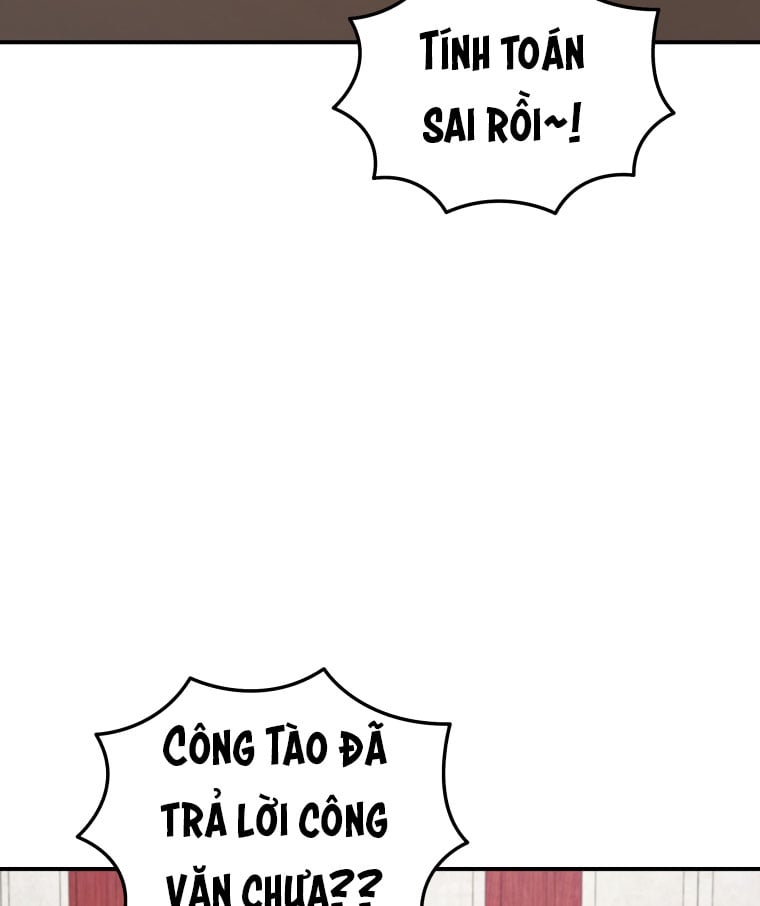 TÍNH TOÁN
SAI RỒI~!
CÔNG TÀO ĐÃ
TRẢ LỜI CÔNG
VĂN CHƯA??